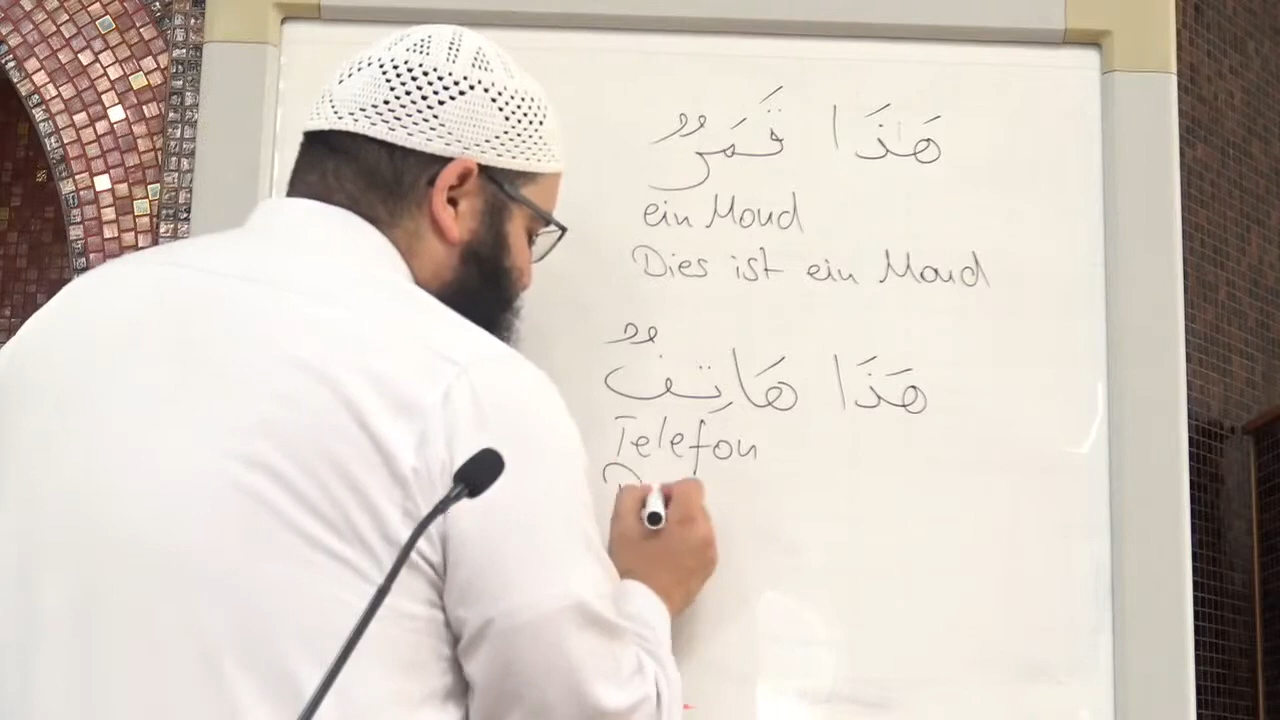 هَذَا قَمَرٌ
ein Mond
Dies ist ein Mond
هَذَا هَاتِفٌ
Telefon
D